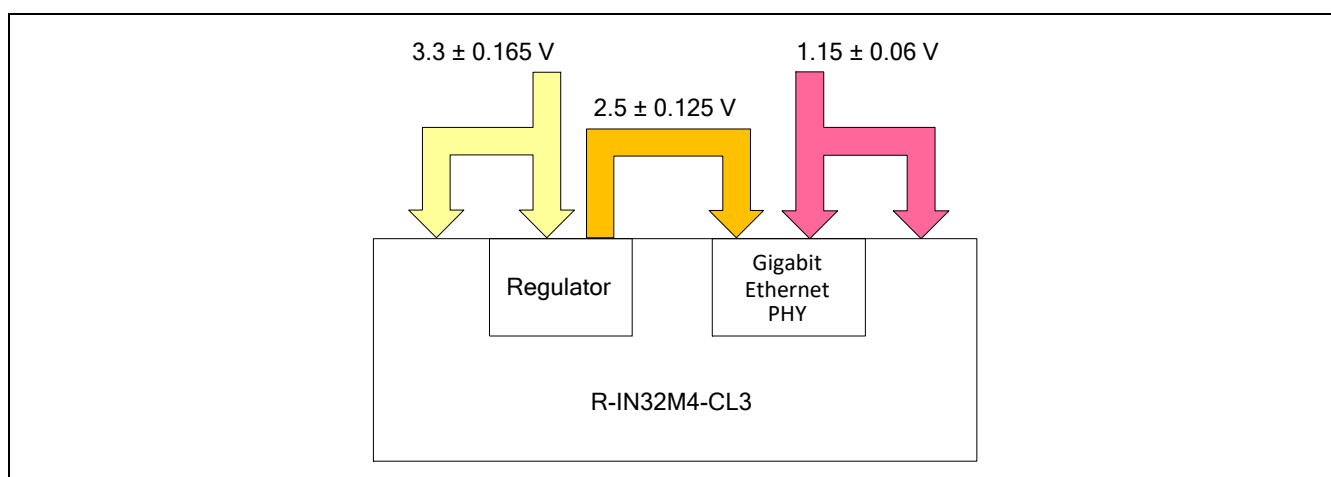 3.3 ± 0.165 V
1.15 ± 0.06 V
2.5 ± 0.125 V
Regulator
Gigabit
Ethernet
PHY
R-IN32M4-CL3